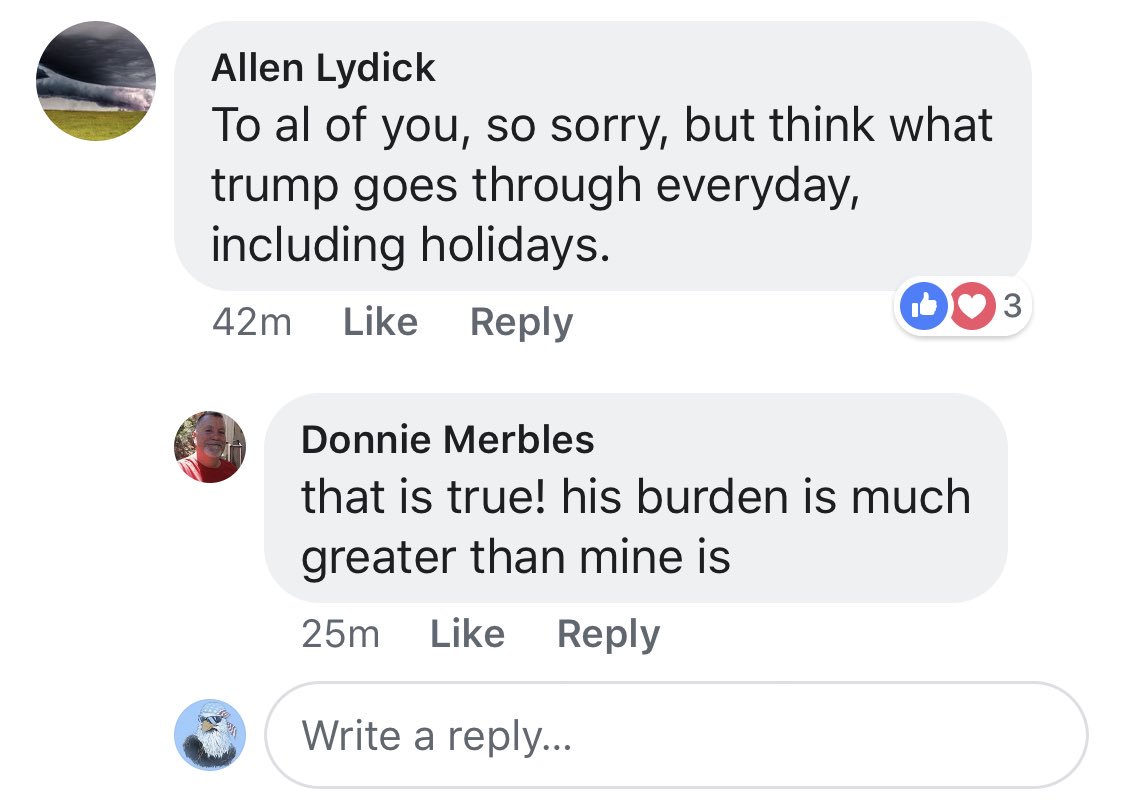 Allen Lydick
To al of you, so sorry, but think what
trump goes through everyday,
including holidays.
42m Like Reply 3
Donnie Merbles
that is true! his burden is much
greater than mine is
25m Like Reply
Write a reply...